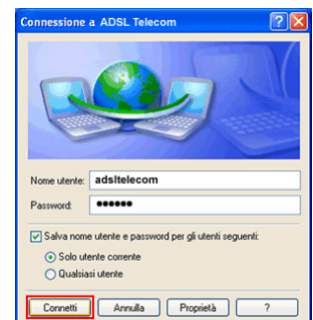 Connessione a ADSL Telecom
Nome utente: adsltelecom
Password: ••••••
Salva nome utente e password per gli utenti seguenti:
Solo utente corrente
Qualsiasi utente
Connetti Annulla Proprietà ?